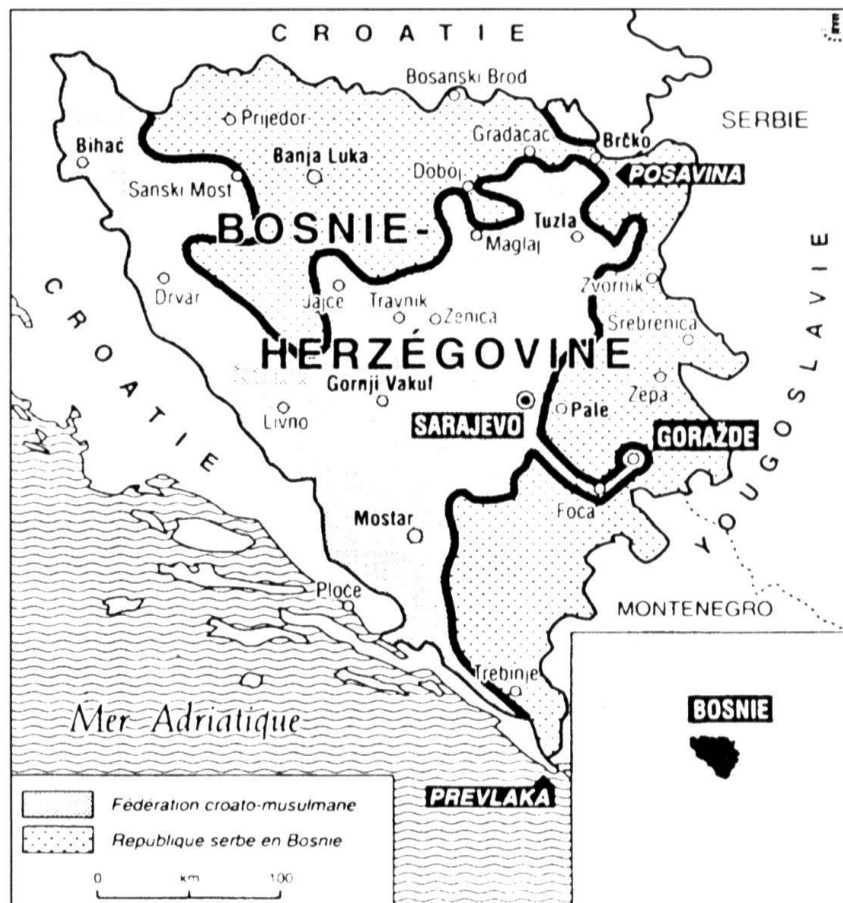 CROATIE
Bosanski Brod
SERBIE
Prijedor
Gradacac
Brčko
Bihać
Banja Luka
POSAVINA
Sanski Most
Doboj
BOSNIE-
Tuzla
Maglaj
CROATIE
Drvar
Jajce
Travnik
Zenica
Zvornik
Srebrenica
YOUGOSLAVIE
HERZÉGOVINE
Gornji Vakuf
Zepa
Livno
SARAJEVO
Pale
GORAŽDE
Foca
Mostar
Ploče
MONTENEGRO
Trebinje
Mer Adriatique
BOSNIE
PREVLAKA
Fédération croato-musulmane
Republique serbe en Bosnie
0 km 100